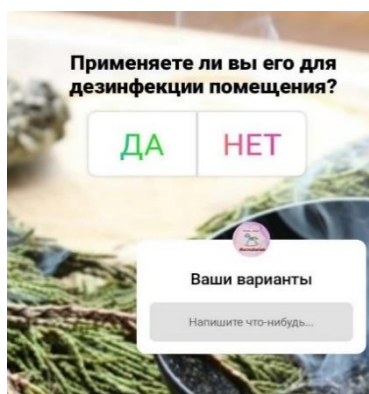 Применяете ли вы его для
дезинфекции помещения?
ДА НЕТ
Ваши варианты
Напишите что-нибудь...